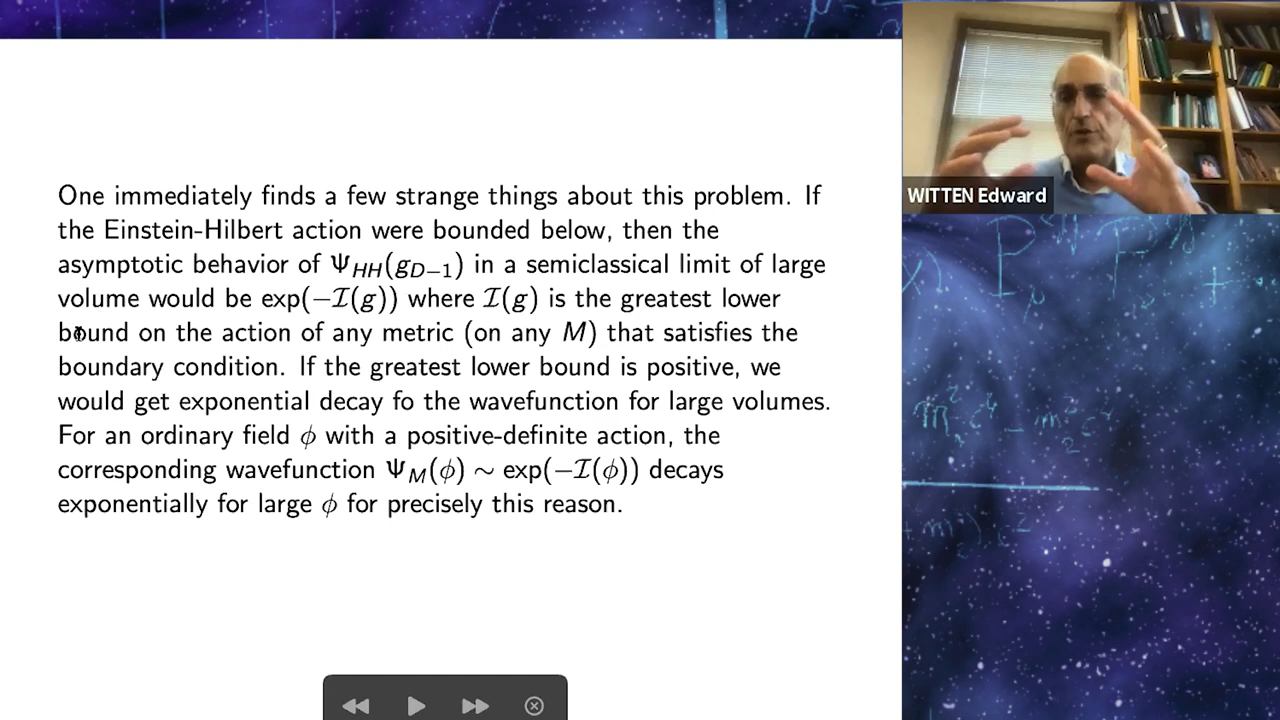 One immediately finds a few strange things about this problem. If
the Einstein-Hilbert action were bounded below, then the
asymptotic behavior of Ψ_HH(g_{D−1}) in a semiclassical limit of large
volume would be exp(−ℐ(g)) where ℐ(g) is the greatest lower
bound on the action of any metric (on any M) that satisfies the
boundary condition. If the greatest lower bound is positive, we
would get exponential decay fo the wavefunction for large volumes.
For an ordinary field ϕ with a positive-definite action, the
corresponding wavefunction Ψ_M(ϕ) ∼ exp(−ℐ(ϕ)) decays
exponentially for large ϕ for precisely this reason.
WITTEN Edward